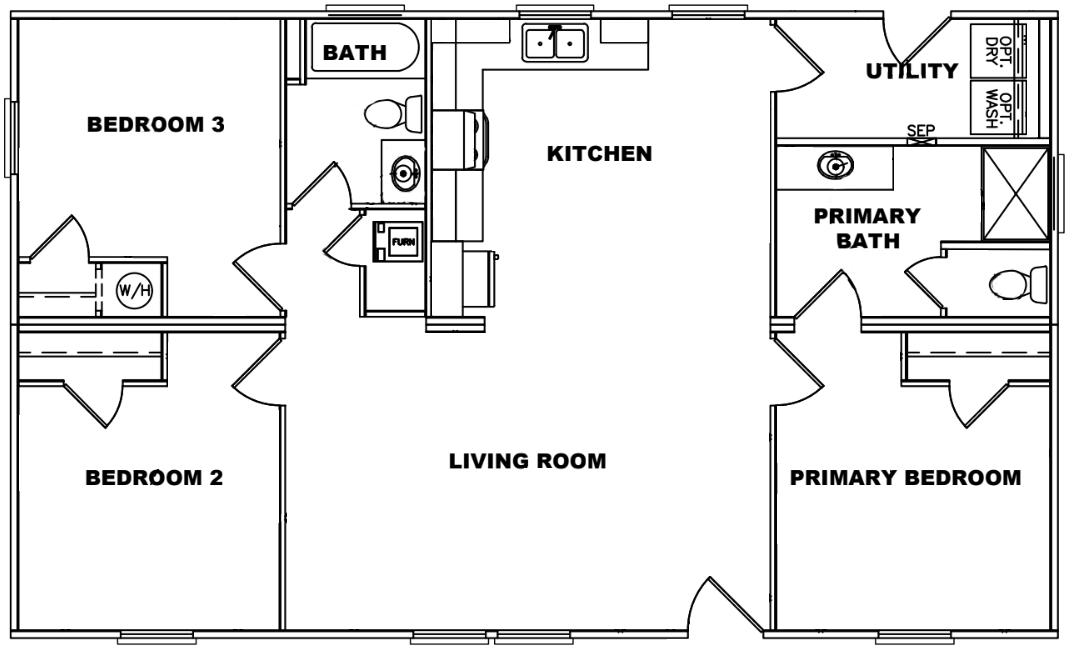 BATH
UTILITY
OPT.
DRY
OPT.
WASH
SEP
BEDROOM 3
KITCHEN
PRIMARY
BATH
FURN
W/H
BEDROOM 2
LIVING ROOM
PRIMARY BEDROOM